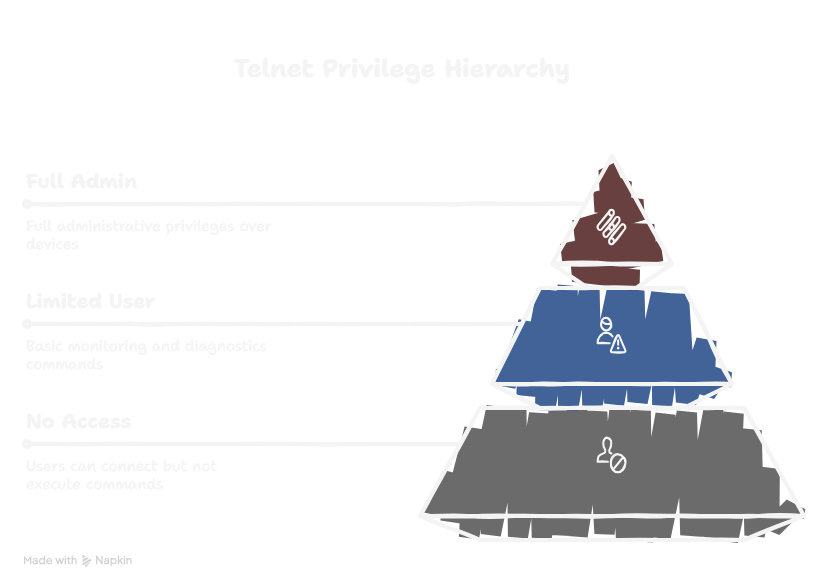 Telnet Privilege Hierarchy
Full Admin
Full administrative privileges over
devices
Limited User
Basic monitoring and diagnostics
commands
No Access
Users can connect but not
execute commands
Made with Napkin